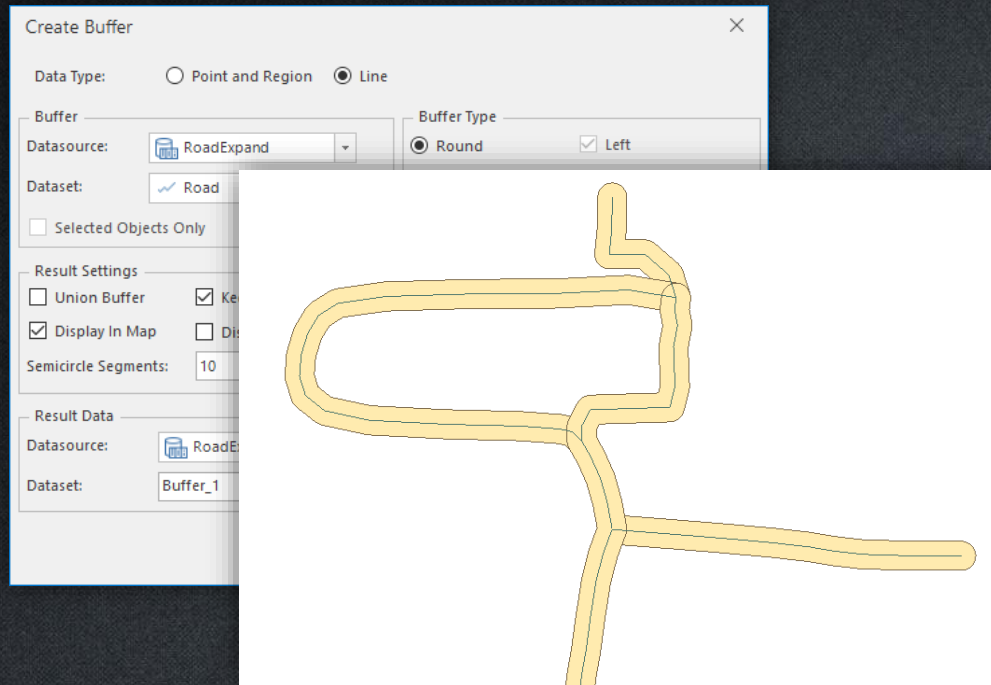 Create Buffer
Data Type: Point and Region Line
Buffer
Datasource: RoadExpand
Dataset: Road
Selected Objects Only
Buffer Type
Round Left
Result Settings
Union Buffer
Display In Map
Semicircle Segments: 10
Result Data
Datasource:
Dataset: Buffer_1